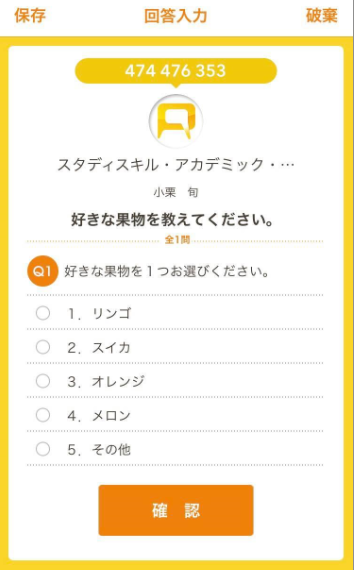 保存 回答入力 破棄
474 476 353
スタディスキル・アカデミック・…
小栗 旬
好きな果物を教えてください。
全1問
Q1 好きな果物を１つお選びください。
１．リンゴ
２．スイカ
３．オレンジ
４．メロン
５．その他
確 認